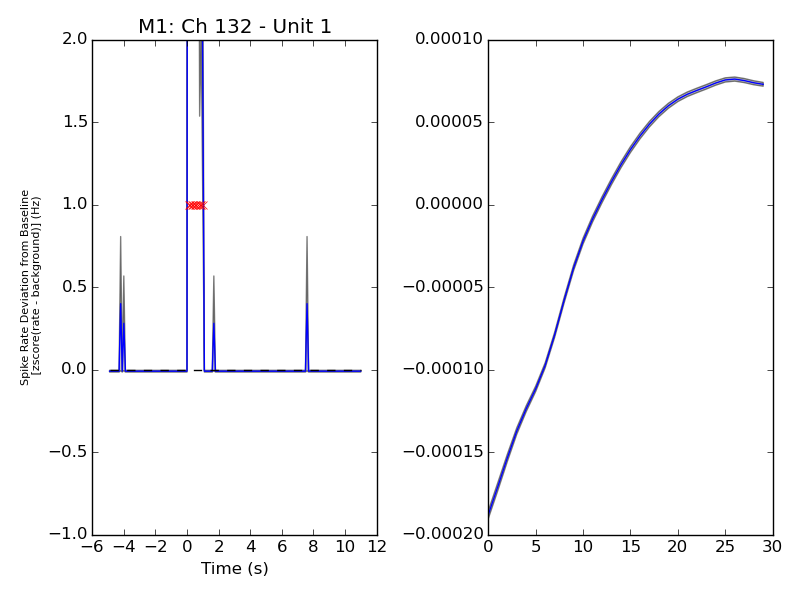 M1: Ch 132 - Unit 1
2.0
1.5
1.0
0.5
0.0
−0.5
−1.0
Spike Rate Deviation from Baseline
[zscore(rate - background)] (Hz)
−6 −4 −2 0 2 4 6 8 10 12
Time (s)
0.00010
0.00005
0.00000
−0.00005
−0.00010
−0.00015
−0.00020
0 5 10 15 20 25 30